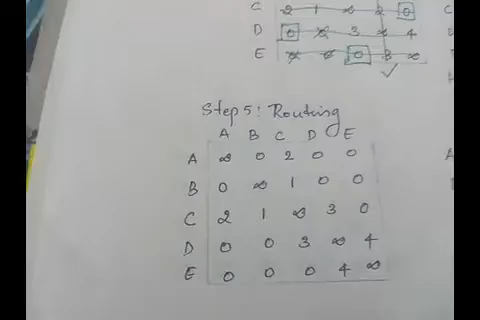 C 2 1 ∞ 2 0
D 0 ∞ 3 ∞ 4
E 0 3 ∞
Step 5: Routing
A B C D E
A ∞ 0 2 0 0
B 0 ∞ 1 0 0
C 2 1 ∞ 3 0
D 0 0 3 ∞ 4
E 0 0 0 4 ∞